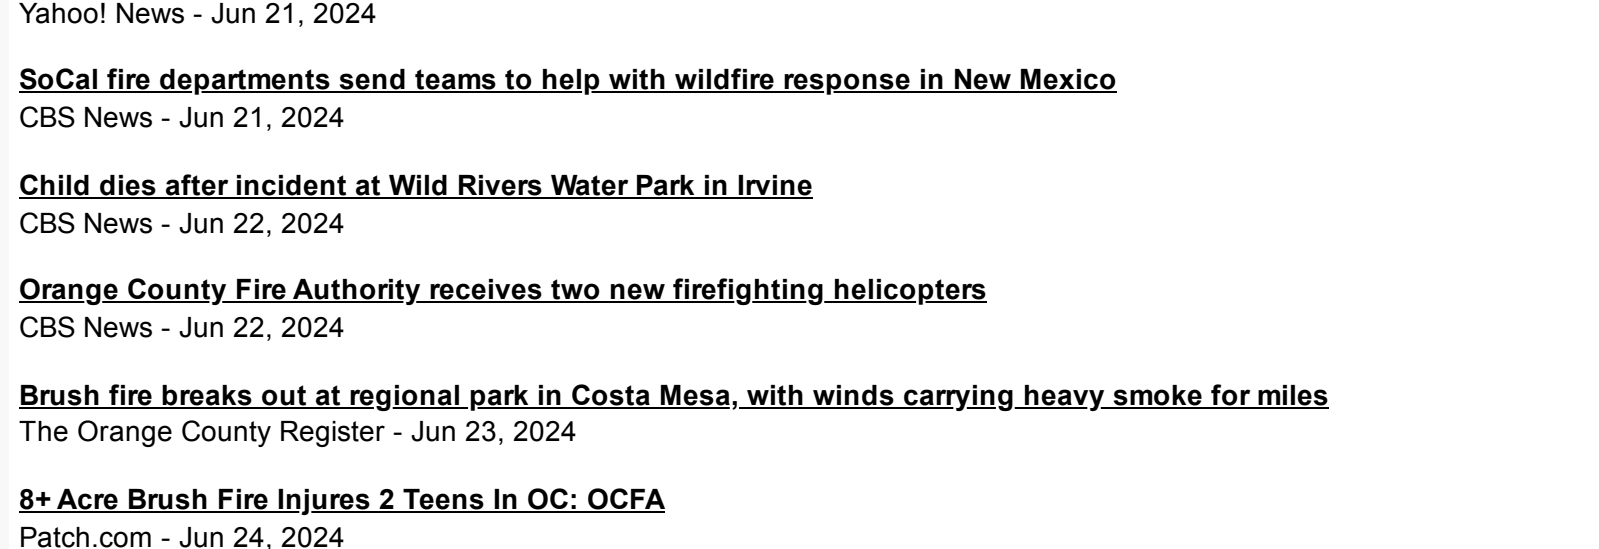 Yahoo! News - Jun 21, 2024
SoCal fire departments send teams to help with wildfire response in New Mexico
CBS News - Jun 21, 2024
Child dies after incident at Wild Rivers Water Park in Irvine
CBS News - Jun 22, 2024
Orange County Fire Authority receives two new firefighting helicopters
CBS News - Jun 22, 2024
Brush fire breaks out at regional park in Costa Mesa, with winds carrying heavy smoke for miles
The Orange County Register - Jun 23, 2024
8+ Acre Brush Fire Injures 2 Teens In OC: OCFA
Patch.com - Jun 24, 2024